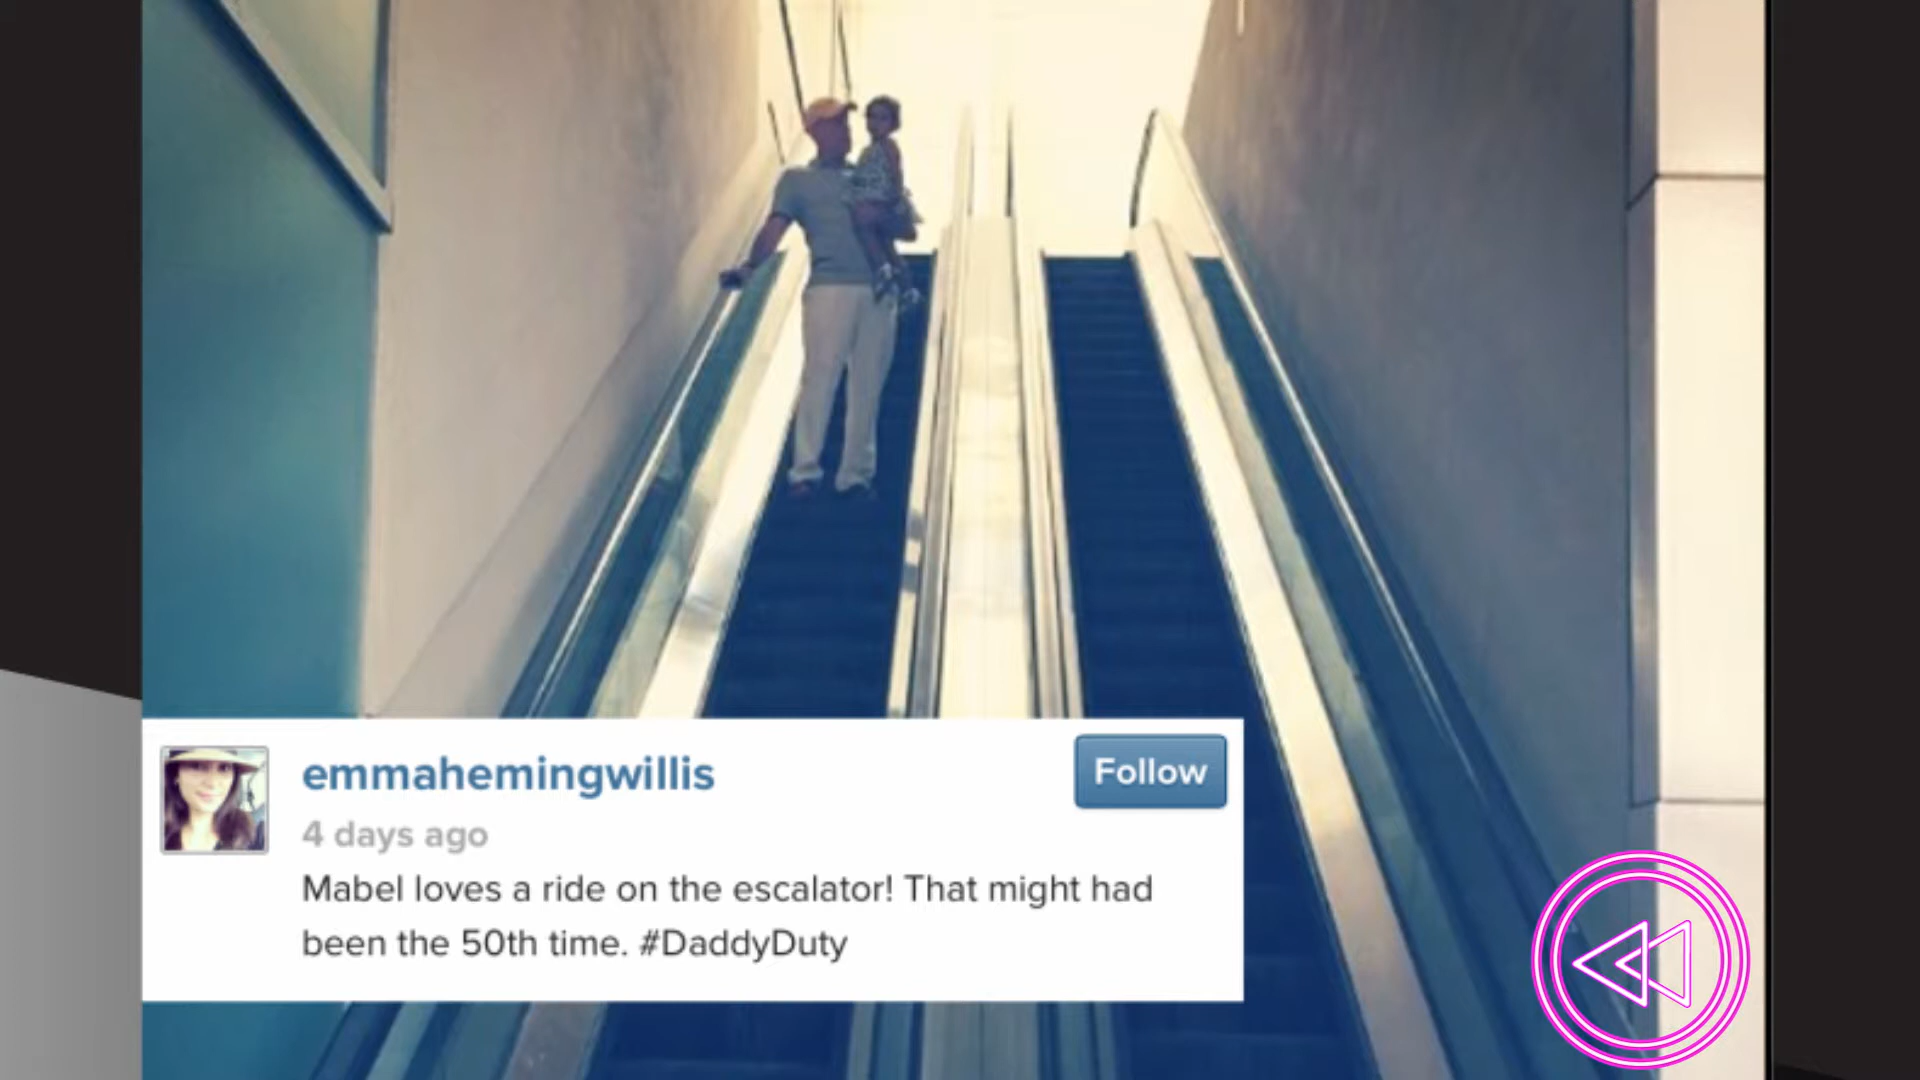 emmahemingwillis
Follow
4 days ago
Mabel loves a ride on the escalator! That might had
been the 50th time. #DaddyDuty